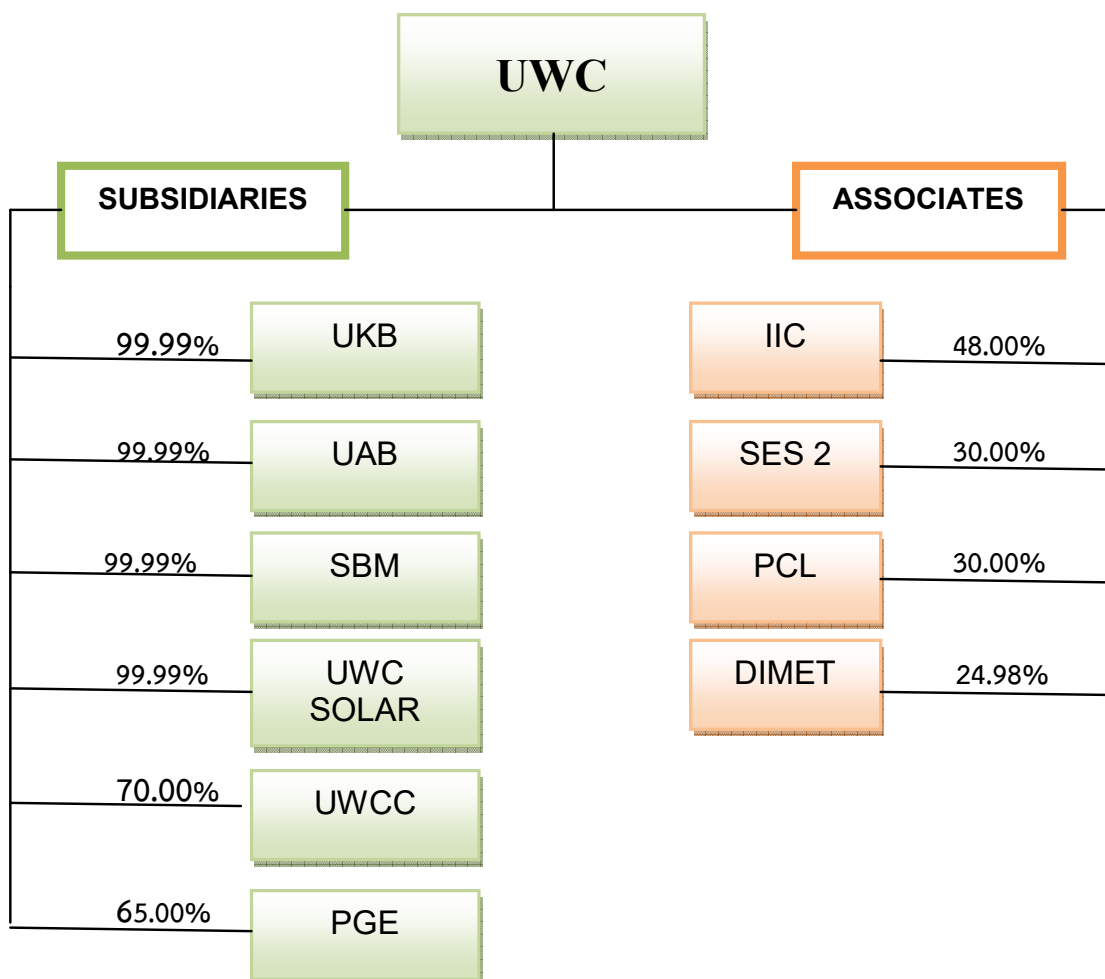 UWC
SUBSIDIARIES
ASSOCIATES
99.99%
UKB
IIC
48.00%
99.99%
UAB
SES 2
30.00%
99.99%
SBM
PCL
30.00%
99.99%
UWC
SOLAR
DIMET
24.98%
70.00%
UWCC
65.00%
PGE